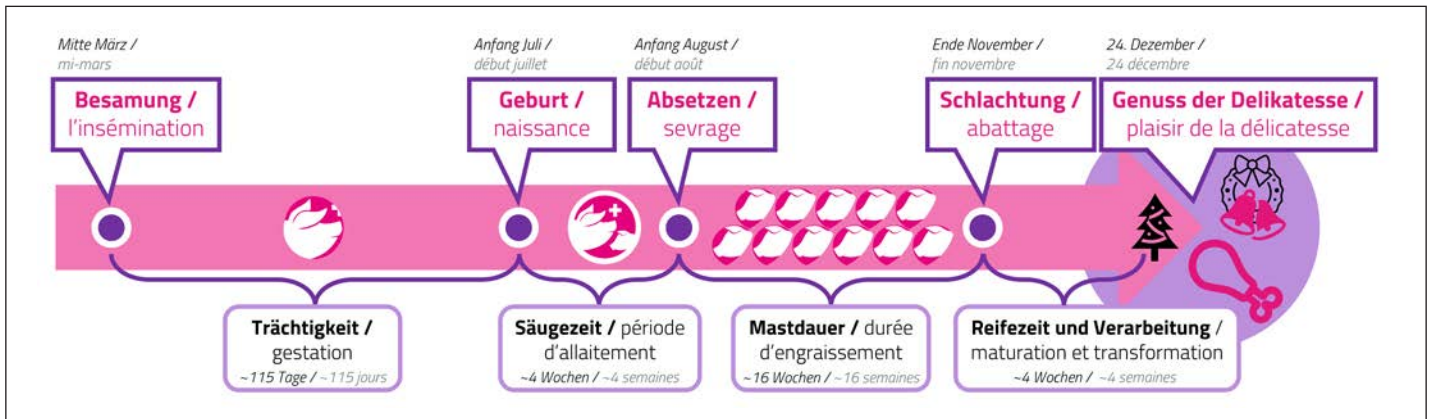 Mitte März /
mi-mars
Besamung /
l'insémination
Anfang Juli /
début juillet
Geburt /
naissance
Anfang August /
début août
Absetzen /
sevrage
Ende November /
fin novembre
Schlachtung /
abattage
24. Dezember /
24 décembre
Genuss der Delikatesse /
plaisir de la délicatesse
Trächtigkeit /
gestation
~115 Tage / ~115 jours
Säugezeit / période
d'allaitement
~4 Wochen / ~4 semaines
Mastdauer / durée
d'engraissement
~16 Wochen / ~16 semaines
Reifezeit und Verarbeitung /
maturation et transformation
~4 Wochen / ~4 semaines